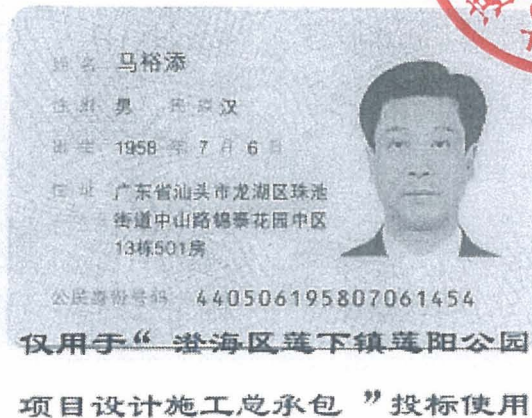 姓名 马裕添
性别 男 民族 汉
出生 1958 年 7 月 6 日
住址 广东省汕头市龙湖区珠池
街道中山路锦泰花园中区
13栋501房
公民身份号码 440506195807061454
仅用于“ 澄海区莲下镇莲阳公园
项目设计施工总承包 ”投标使用